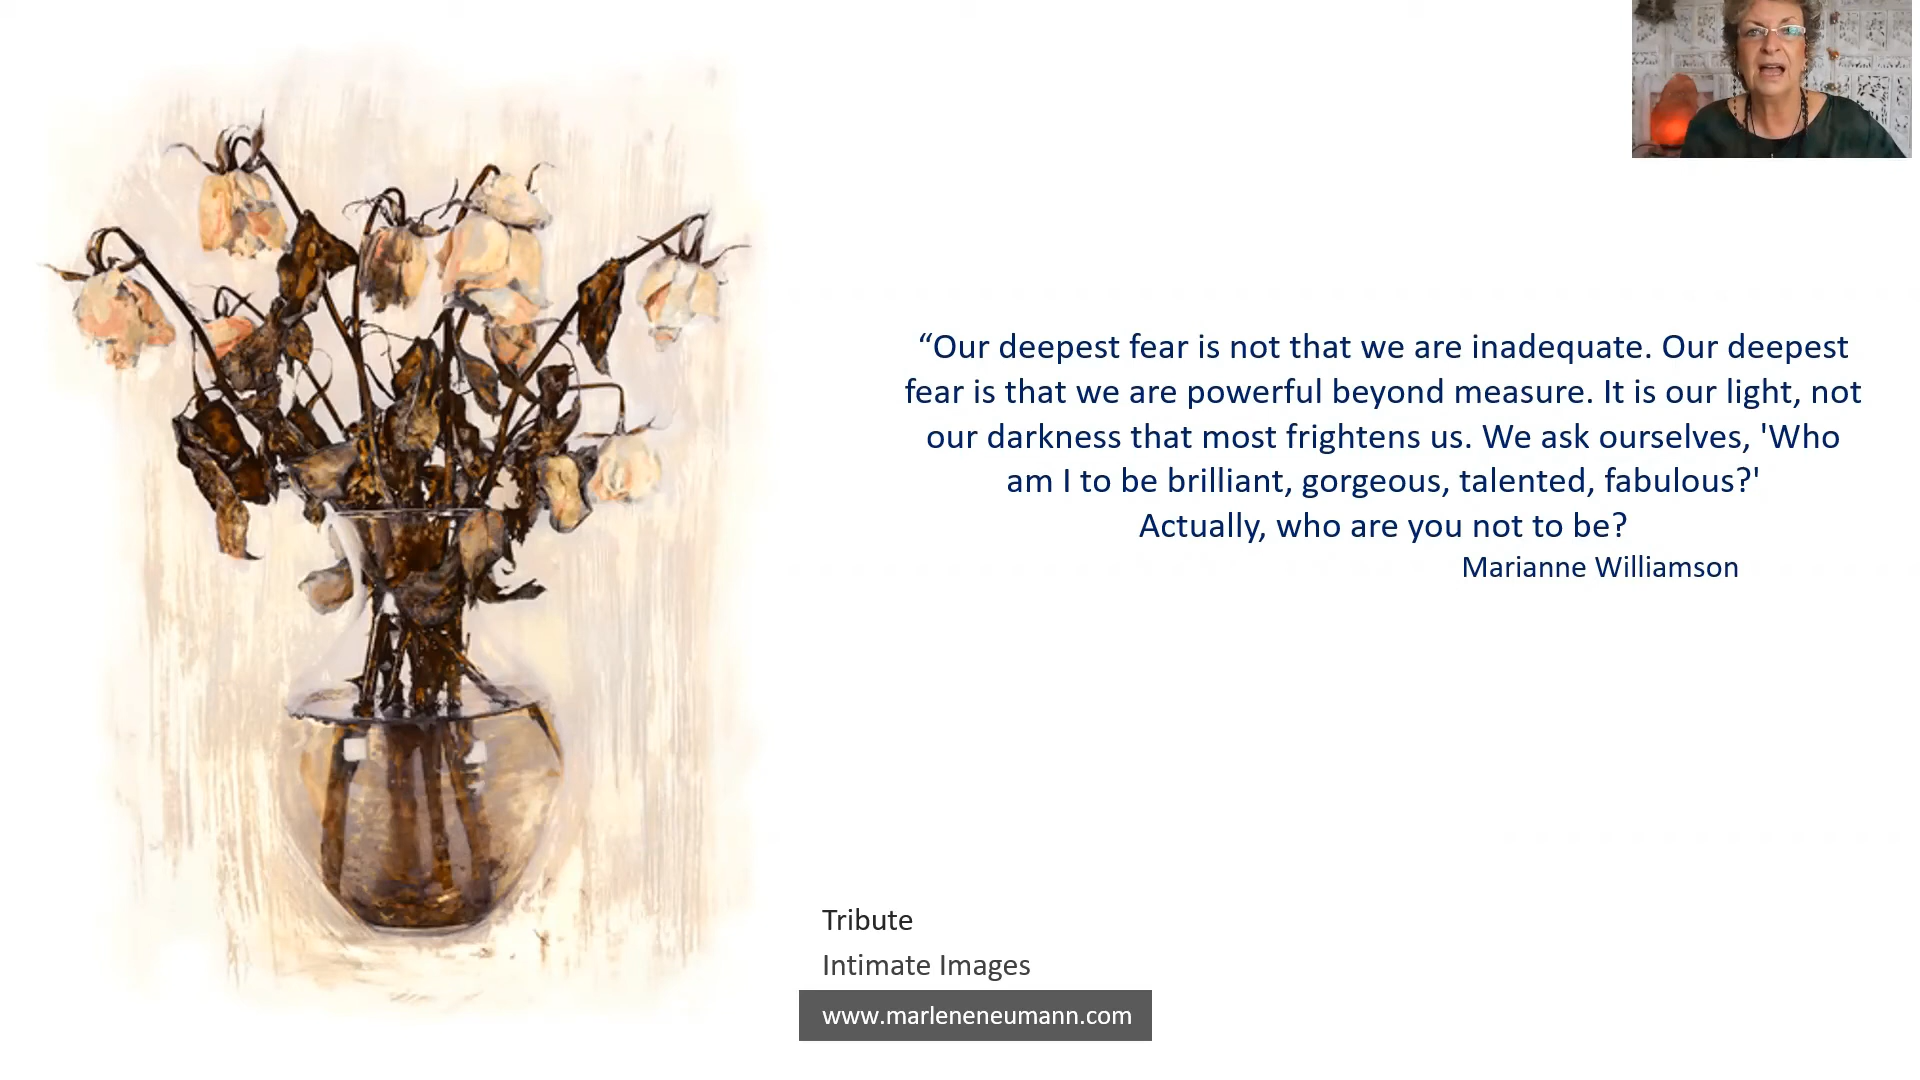 “Our deepest fear is not that we are inadequate. Our deepest
fear is that we are powerful beyond measure. It is our light, not
our darkness that most frightens us. We ask ourselves, 'Who
am I to be brilliant, gorgeous, talented, fabulous?'
Actually, who are you not to be?
Marianne Williamson
Tribute
Intimate Images
www.marleneneumann.com